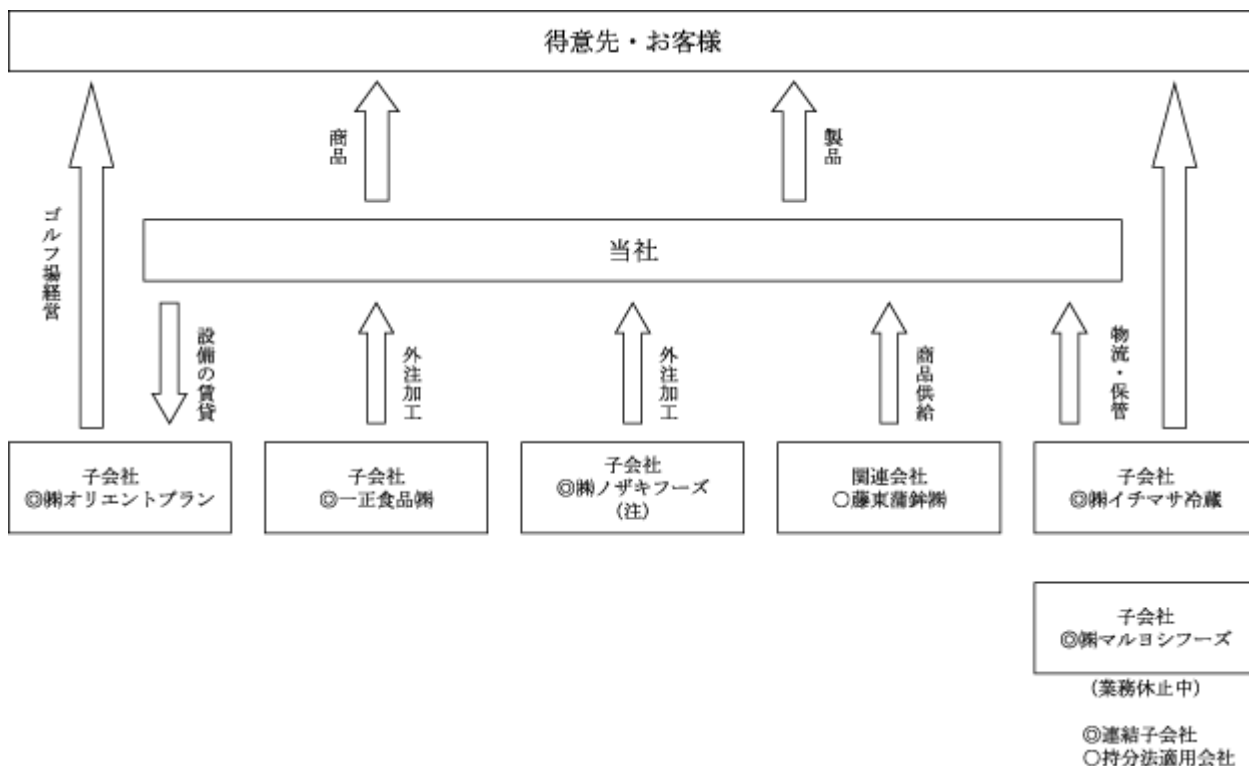 得意先・お客様
商品
製品
ゴルフ場経営
当社
設備の賃貸
外注加工
外注加工
商品供給
物流・保管
子会社
◎㈱オリエントプラン
子会社
◎一正食品㈱
子会社
◎㈱ノザキフーズ
(注)
関連会社
○藤東蒲鉾㈱
子会社
◎㈱イチマサ冷蔵
子会社
◎㈱マルヨシフーズ
(業務休止中)
◎連結子会社
○持分法適用会社